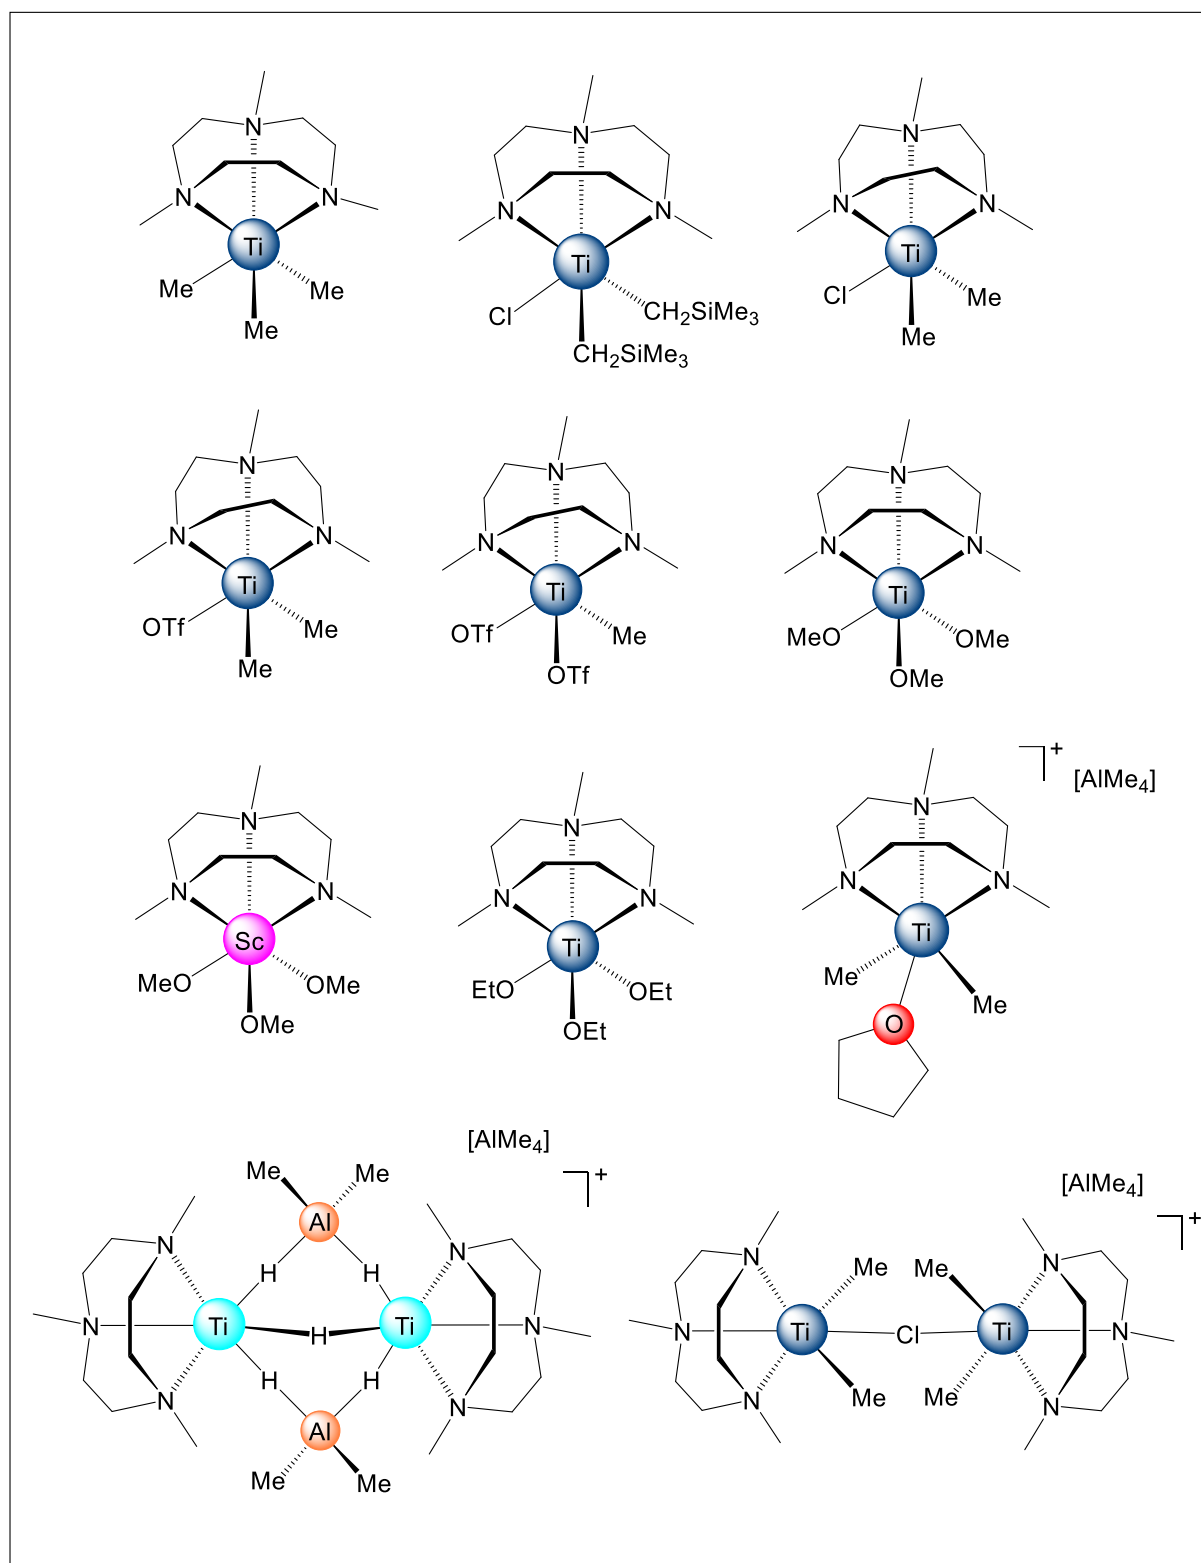 N
N N
Ti
Me Me
Me
N
N N
Ti
Cl CH₂SiMe₃
CH₂SiMe₃
N
N N
Ti
Cl Me
Me
N
N N
Ti
OTf Me
Me
N
N N
Ti
OTf Me
OTf
N
N N
Ti
MeO OMe
OMe
N
N N
Sc
MeO OMe
OMe
N
N N
Ti
EtO OEt
OEt
+
[AlMe₄]
N
N N
Ti
Me Me
O
[AlMe₄]
+
Me Me
Al
N N
H H
N Ti Ti N
H
H H
N N
Al
Me Me
[AlMe₄]
+
N Me Me N
N Ti Cl Ti N
N Me Me N